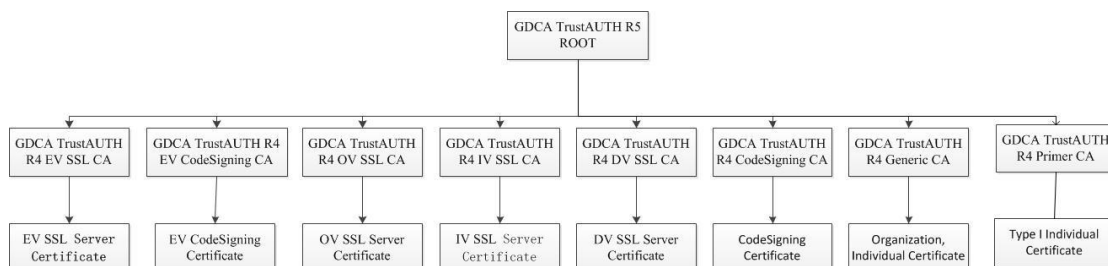 GDCA TrustAUTH R5
ROOT
GDCA TrustAUTH
R4 EV SSL CA
GDCA TrustAUTH R4
EV CodeSigning CA
GDCA TrustAUTH
R4 OV SSL CA
GDCA TrustAUTH
R4 IV SSL CA
GDCA TrustAUTH
R4 DV SSL CA
GDCA TrustAUTH
R4 CodeSigning CA
GDCA TrustAUTH
R4 Generic CA
GDCA TrustAUTH
R4 Primer CA
EV SSL Server
Certificate
EV CodeSigning
Certificate
OV SSL Server
Certificate
IV SSL Server
Certificate
DV SSL Server
Certificate
CodeSigning
Certificate
Organization,
Individual Certificate
Type I Individual
Certificate